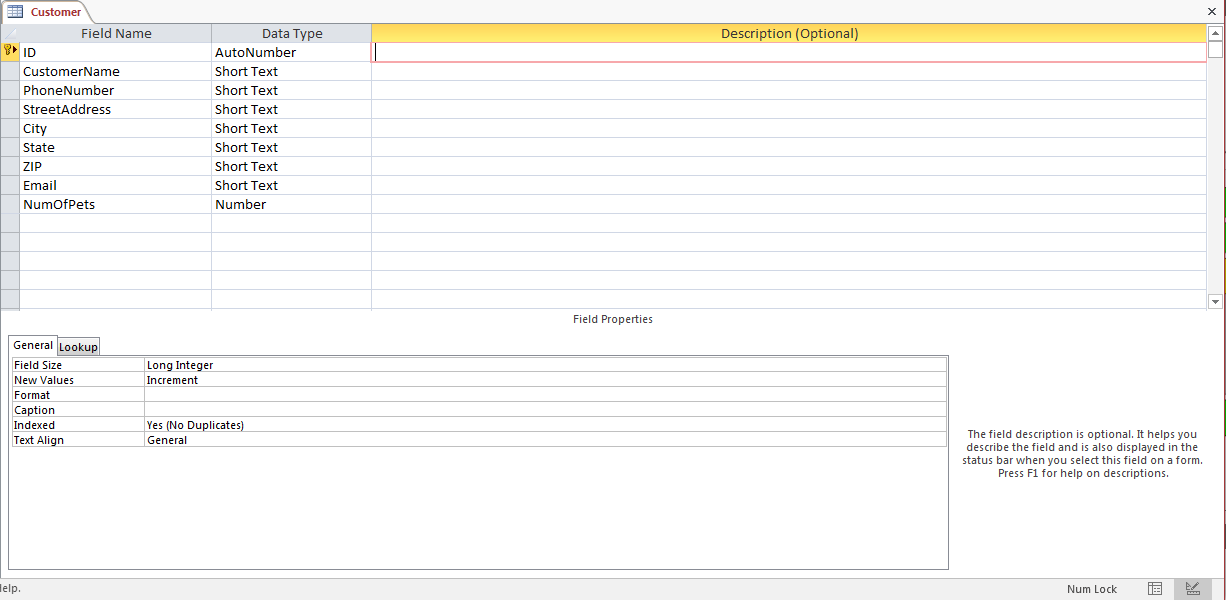 Customer
Field Name Data Type Description (Optional)
ID AutoNumber
CustomerName Short Text
PhoneNumber Short Text
StreetAddress Short Text
City Short Text
State Short Text
ZIP Short Text
Email Short Text
NumOfPets Number
Field Properties
General Lookup
Field Size Long Integer
New Values Increment
Format
Caption
Indexed Yes (No Duplicates)
Text Align General
The field description is optional. It helps you
describe the field and is also displayed in the
status bar when you select this field on a form.
Press F1 for help on descriptions.
elp. Num Lock